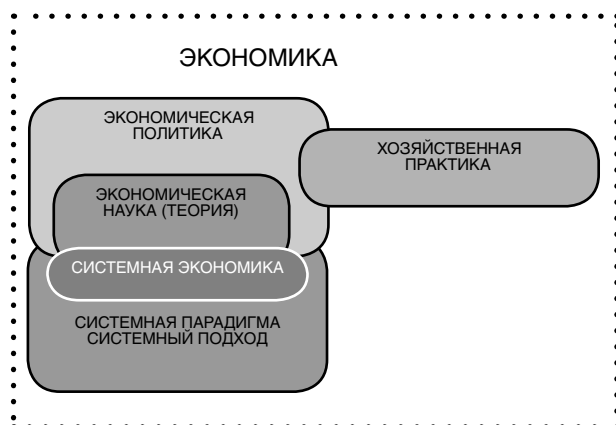 ЭКОНОМИКА
ЭКОНОМИЧЕСКАЯ
ПОЛИТИКА
ХОЗЯЙСТВЕННАЯ
ПРАКТИКА
ЭКОНОМИЧЕСКАЯ
НАУКА (ТЕОРИЯ)
СИСТЕМНАЯ ЭКОНОМИКА
СИСТЕМНАЯ ПАРАДИГМА
СИСТЕМНЫЙ ПОДХОД